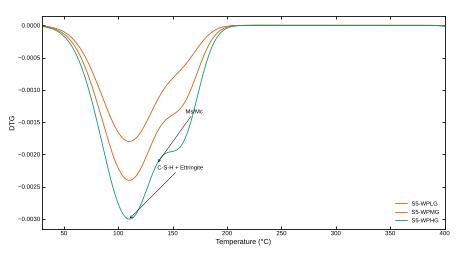 0.0000
−0.0005
−0.0010
−0.0015
−0.0020
−0.0025
−0.0030
DTG
Ms/Mc
C-S-H + Ettringite
S5-WPLG
S5-WPMG
S5-WPHG
50 100 150 200 250 300 350 400
Temperature (°C)